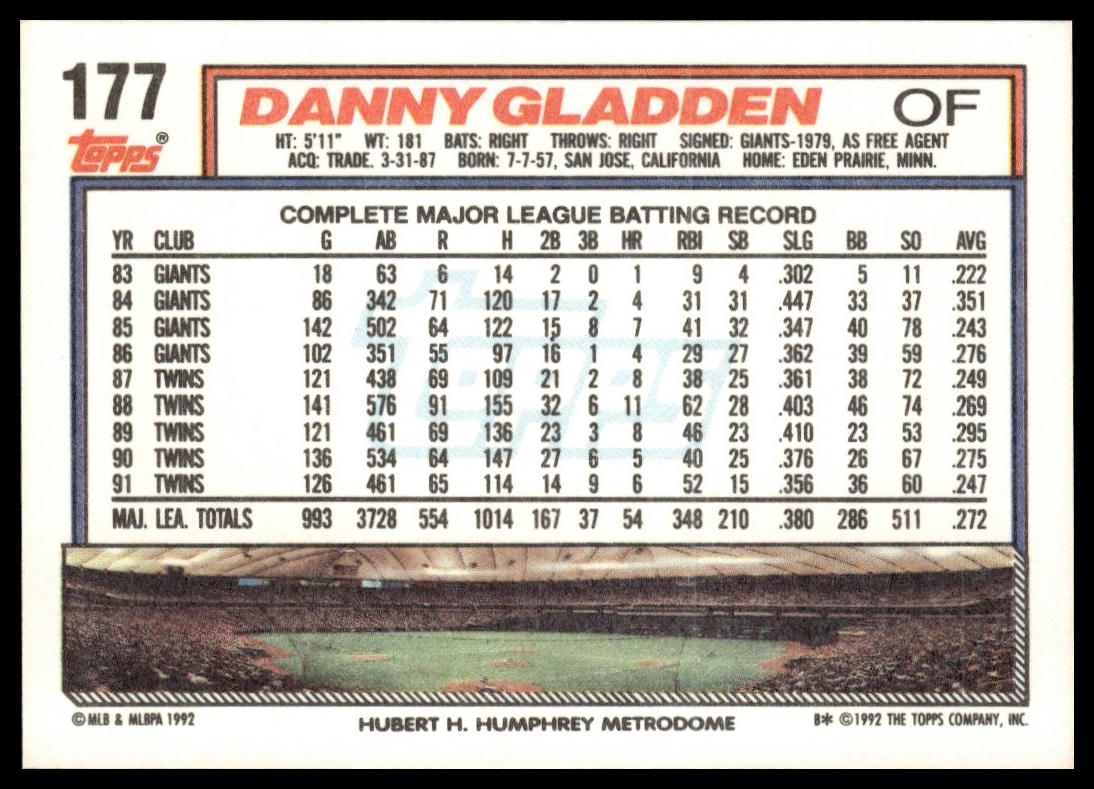 177
DANNY GLADDEN OF
topps®
HT: 5'11" WT: 181 BATS: RIGHT THROWS: RIGHT SIGNED: GIANTS-1979, AS FREE AGENT
ACQ: TRADE. 3-31-87 BORN: 7-7-57, SAN JOSE, CALIFORNIA HOME: EDEN PRAIRIE, MINN.
COMPLETE MAJOR LEAGUE BATTING RECORD
YR CLUB G AB R H 2B 3B HR RBI SB SLG BB SO AVG
83 GIANTS 18 63 6 14 2 0 1 9 4 .302 5 11 .222
84 GIANTS 86 342 71 120 17 2 4 31 31 .447 33 37 .351
85 GIANTS 142 502 64 122 15 8 7 41 32 .347 40 78 .243
86 GIANTS 102 351 55 97 16 1 4 29 27 .362 39 59 .276
87 TWINS 121 438 69 109 21 2 8 38 25 .361 38 72 .249
88 TWINS 141 576 91 155 32 6 11 62 28 .403 46 74 .269
89 TWINS 121 461 69 136 23 3 8 46 23 .410 23 53 .295
90 TWINS 136 534 64 147 27 6 5 40 25 .376 26 67 .275
91 TWINS 126 461 65 114 14 9 6 52 15 .356 36 60 .247
MAJ. LEA. TOTALS 993 3728 554 1014 167 37 54 348 210 .380 286 511 .272
topps
©MLB & MLBPA 1992
HUBERT H. HUMPHREY METRODOME
B* ©1992 THE TOPPS COMPANY, INC.